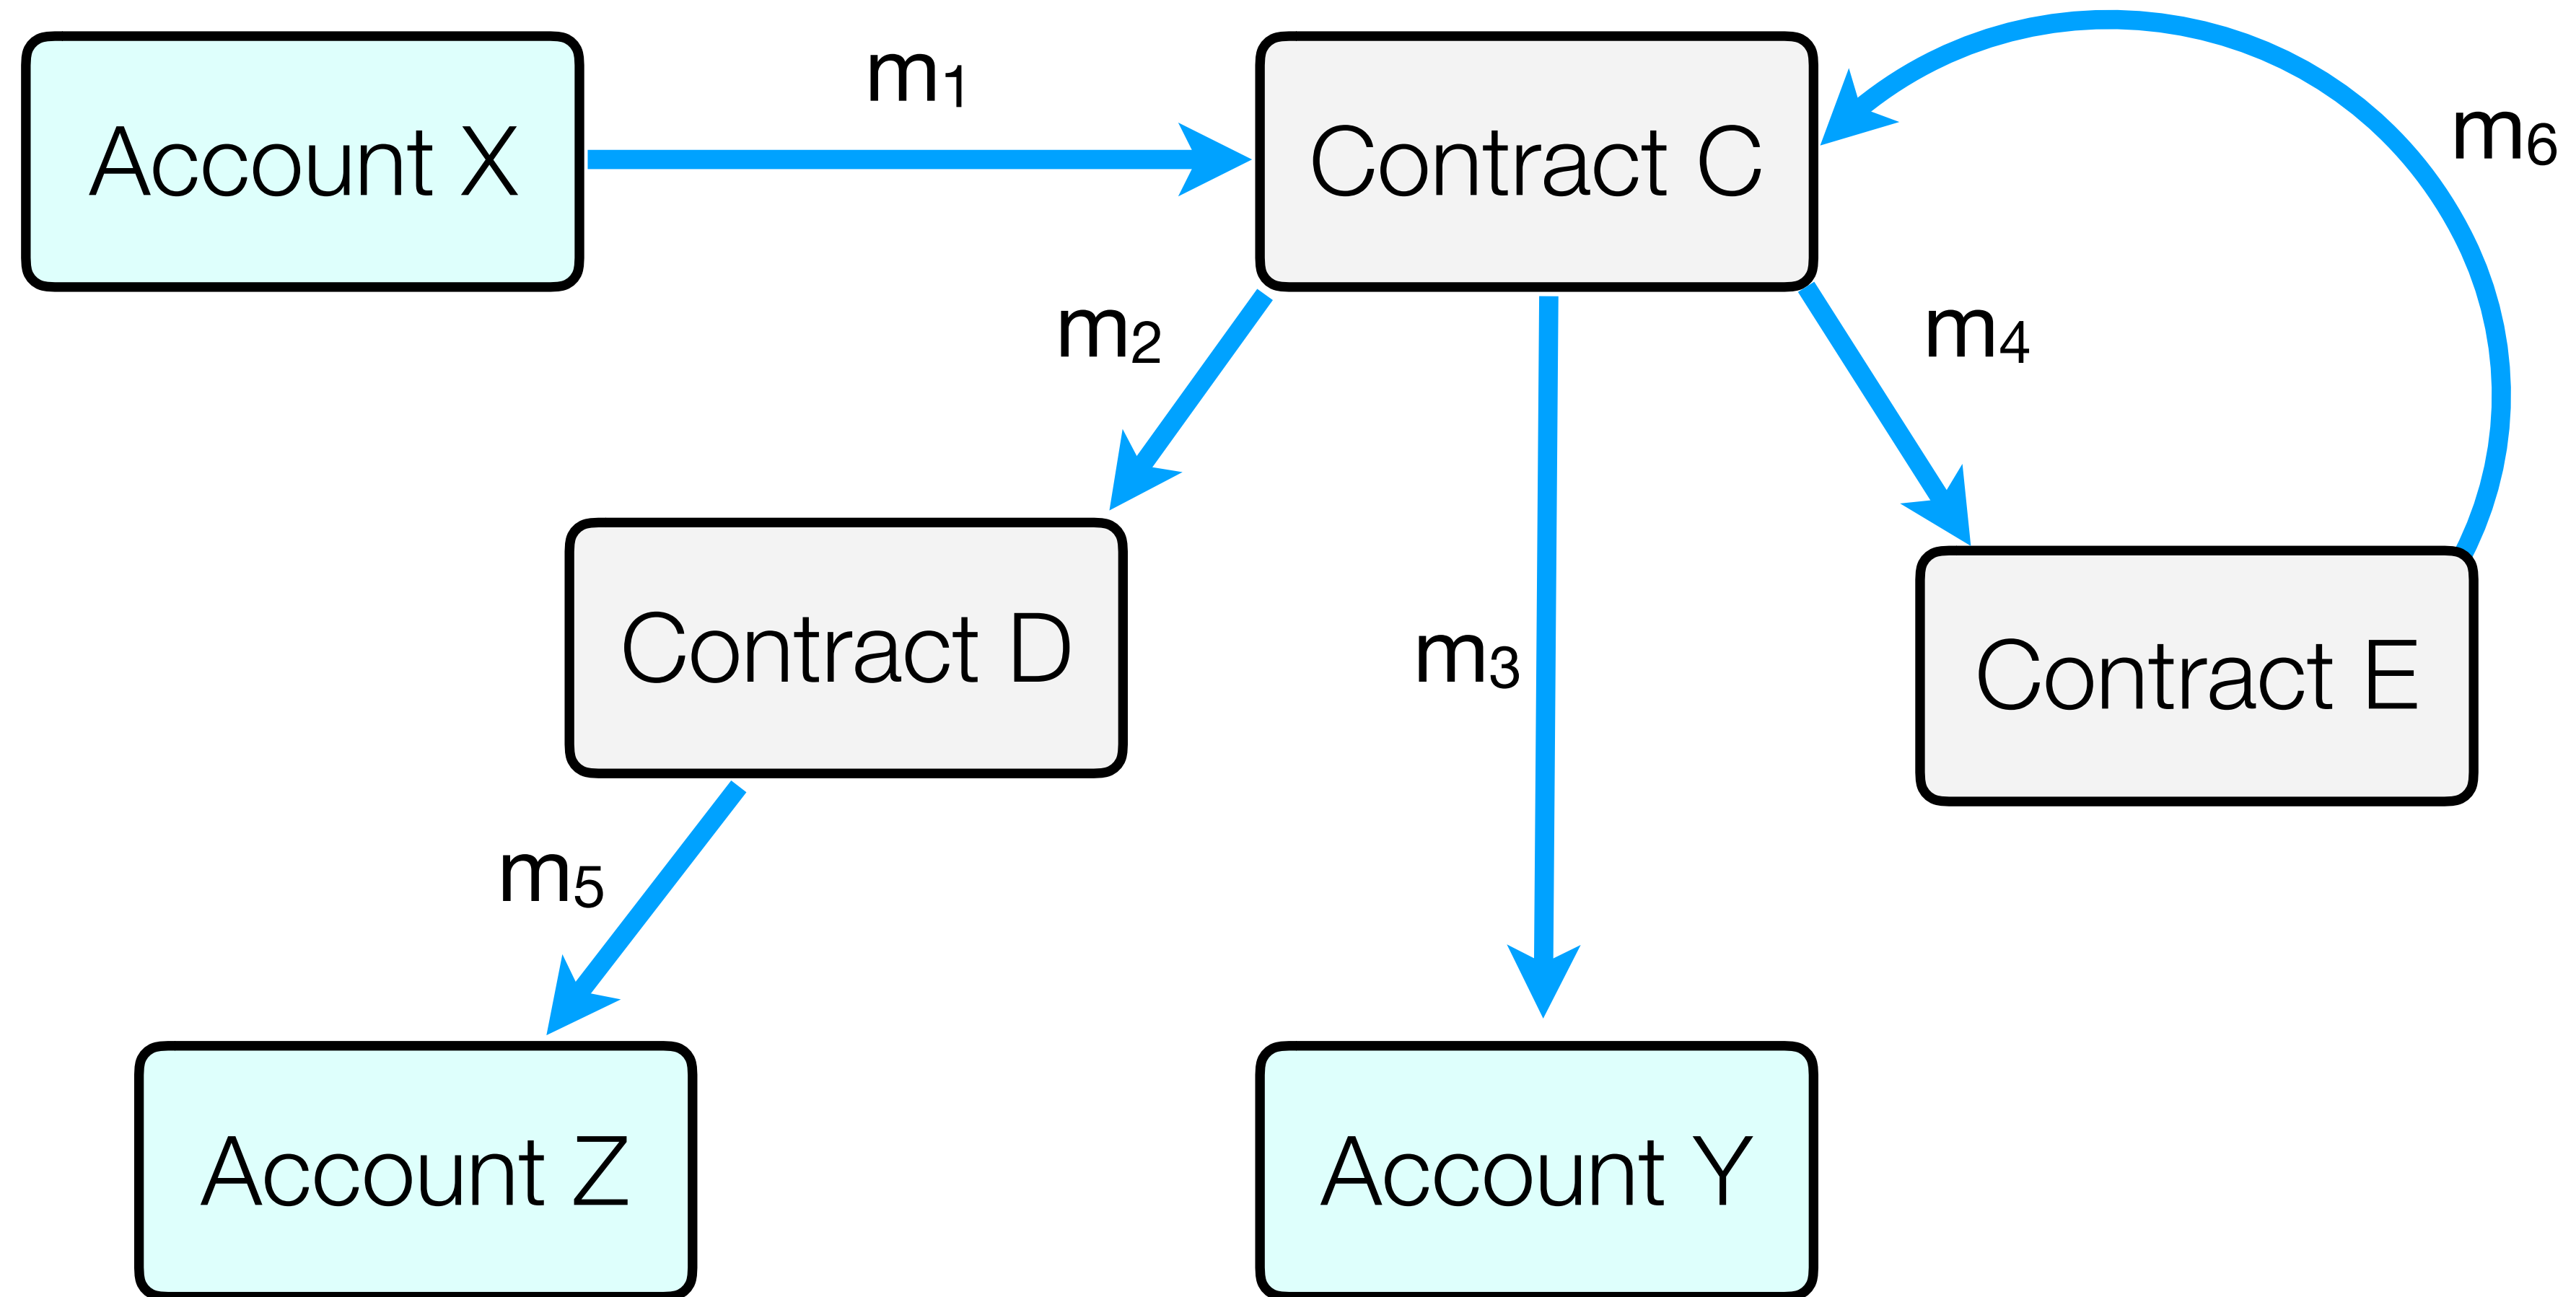 Account X
m1
Contract C
m6
m2
m4
Contract D
m3
Contract E
m5
Account Z
Account Y